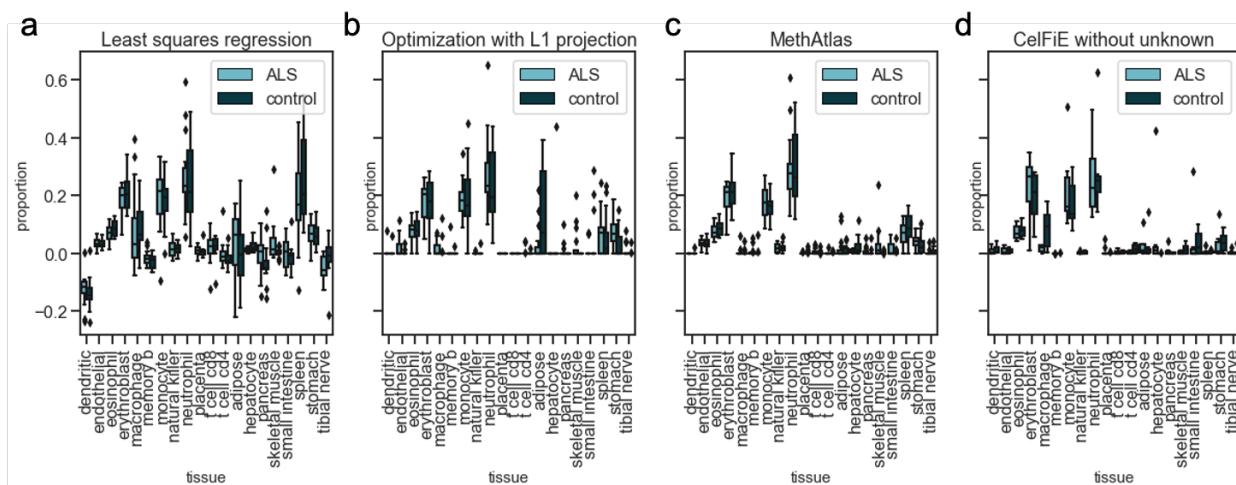 a
Least squares regression
ALS
control
proportion
0.6
0.4
0.2
0.0
−0.2
dendritic
endothelial
eosinophil
erythroblast
macrophage
memory b
monocyte
natural killer
neutrophil
placenta
t cell cd8
t cell cd4
adipose
hepatocyte
pancreas
skeletal muscle
small intestine
spleen
stomach
tibial nerve
tissue
b
Optimization with L1 projection
ALS
control
proportion
dendritic
endothelial
eosinophil
erythroblast
macrophage
memory b
monocyte
natural killer
neutrophil
placenta
t cell cd8
t cell cd4
adipose
hepatocyte
pancreas
skeletal muscle
small intestine
spleen
stomach
tibial nerve
tissue
c
MethAtlas
ALS
control
proportion
dendritic
endothelial
eosinophil
erythroblast
macrophage
memory b
monocyte
natural killer
neutrophil
placenta
t cell cd8
t cell cd4
adipose
hepatocyte
pancreas
skeletal muscle
small intestine
spleen
stomach
tibial nerve
tissue
d
CelFiE without unknown
ALS
control
proportion
dendritic
endothelial
eosinophil
erythroblast
macrophage
memory b
monocyte
natural killer
neutrophil
placenta
t cell cd8
t cell cd4
adipose
hepatocyte
pancreas
skeletal muscle
small intestine
spleen
stomach
tibial nerve
tissue